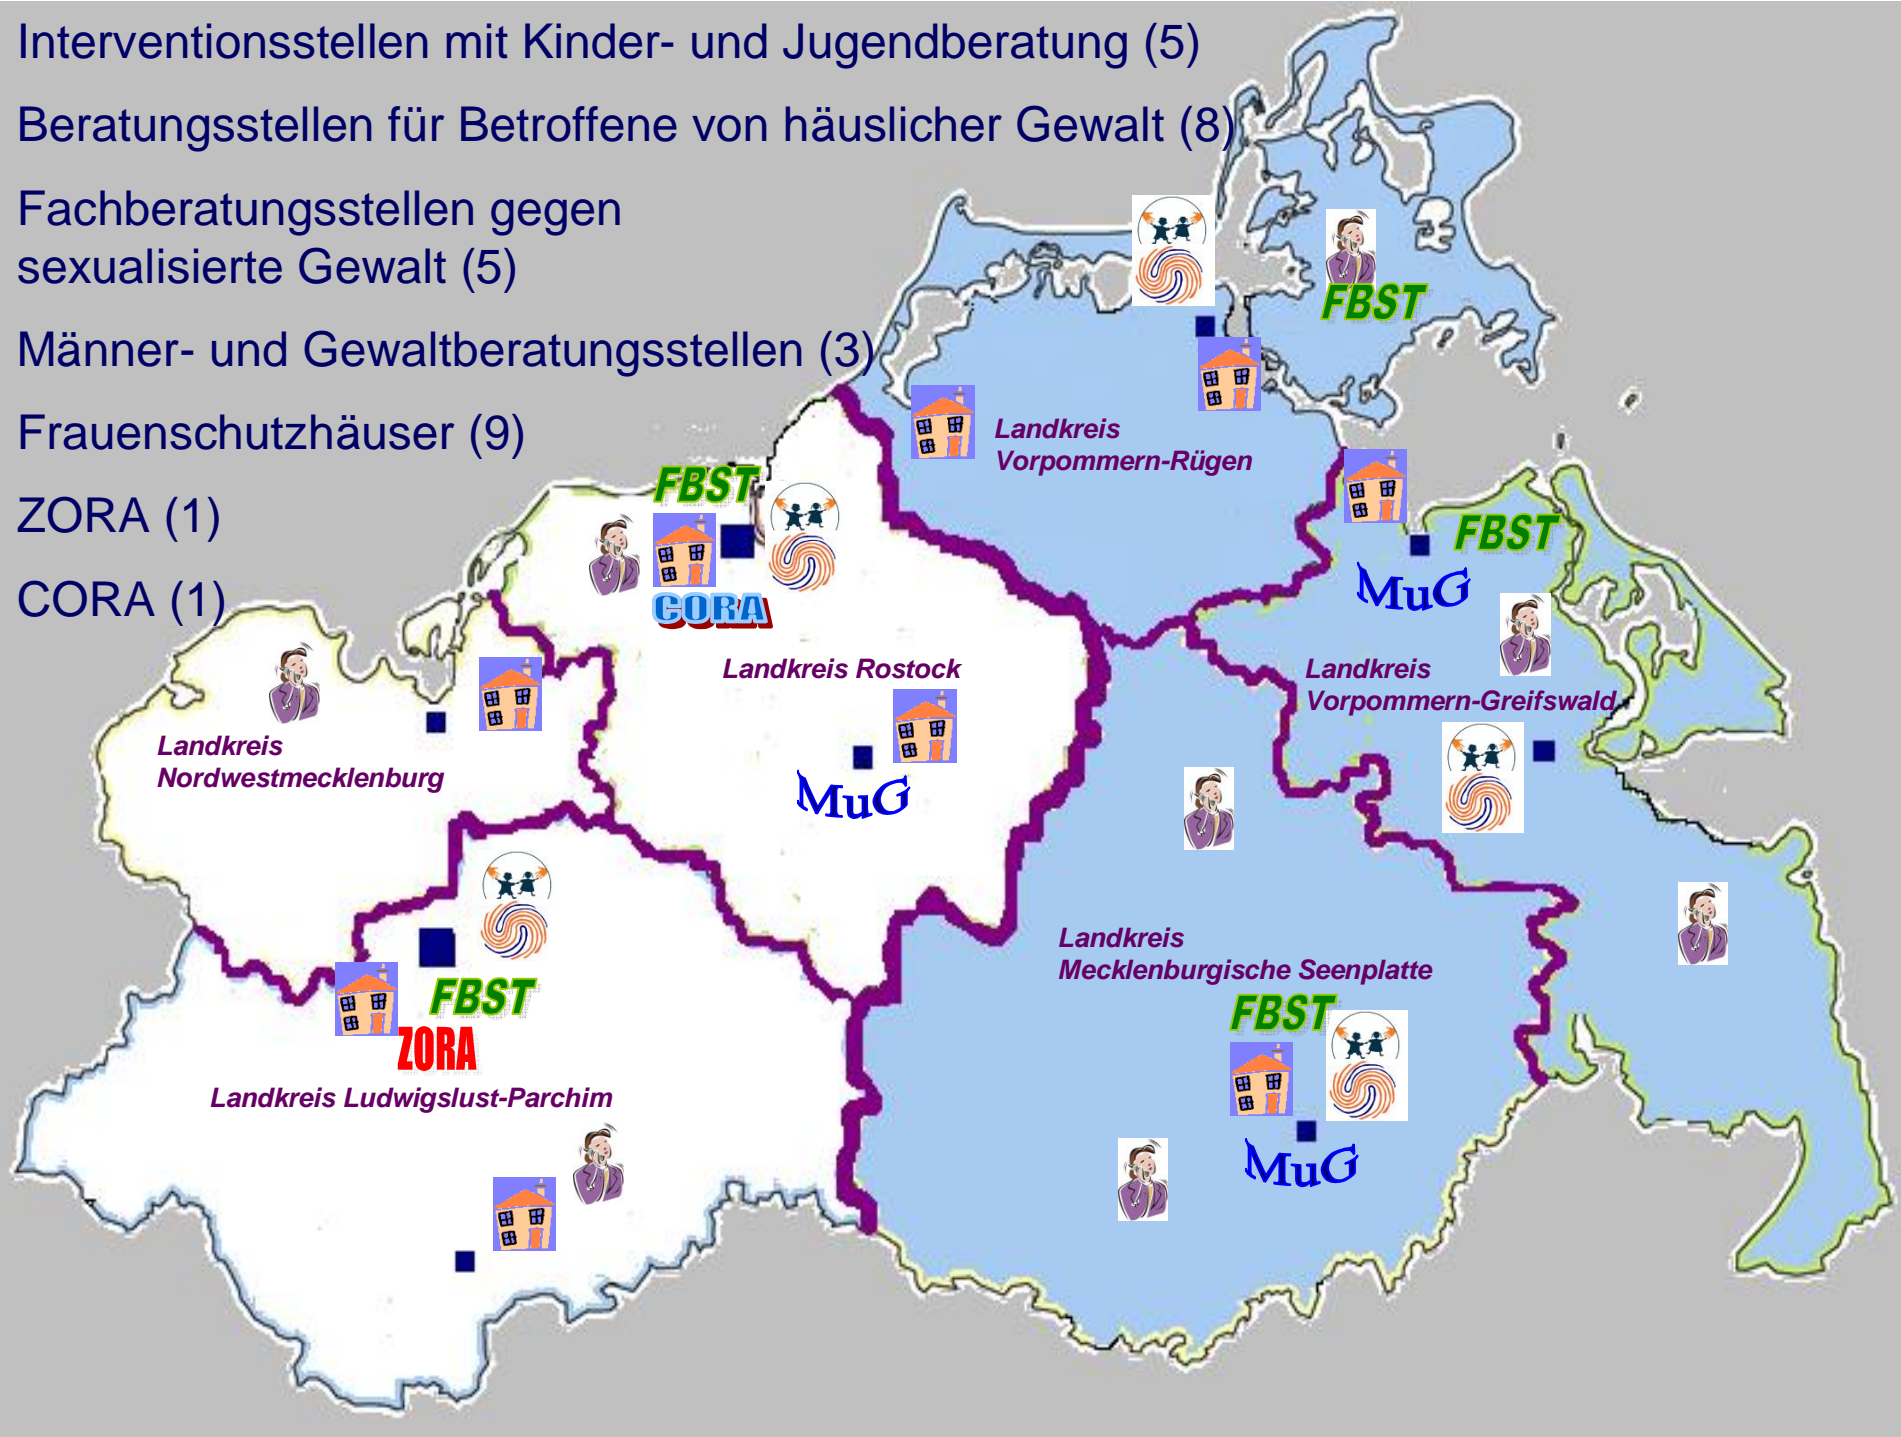 Interventionsstellen mit Kinder- und Jugendberatung (5)
Beratungsstellen für Betroffene von häuslicher Gewalt (8)
Fachberatungsstellen gegen
sexualisierte Gewalt (5)
Männer- und Gewaltberatungsstellen (3)
Frauenschutzhäuser (9)
ZORA (1)
CORA (1)
FBST
Landkreis
Vorpommern-Rügen
FBST
CORA
FBST
MuG
Landkreis Rostock
Landkreis
Vorpommern-Greifswald
Landkreis
Nordwestmecklenburg
MuG
Landkreis
Mecklenburgische Seenplatte
FBST
ZORA
Landkreis Ludwigslust-Parchim
FBST
MuG